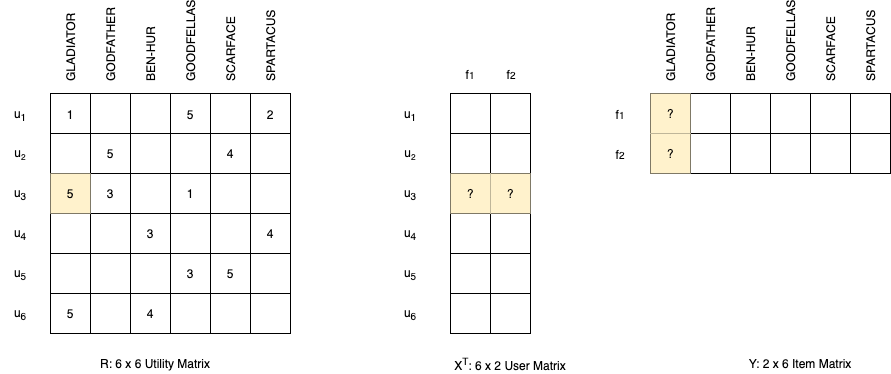 GLADIATOR GODFATHER BEN-HUR GOODFELLAS SCARFACE SPARTACUS
u1 1 5 2
u2 5 4
u3 5 3 1
u4 3 4
u5 3 5
u6 5 4
R: 6 x 6 Utility Matrix
f1 f2
u1
u2
u3 ? ?
u4
u5
u6
X^T: 6 x 2 User Matrix
GLADIATOR GODFATHER BEN-HUR GOODFELLAS SCARFACE SPARTACUS
f1 ?
f2 ?
Y: 2 x 6 Item Matrix